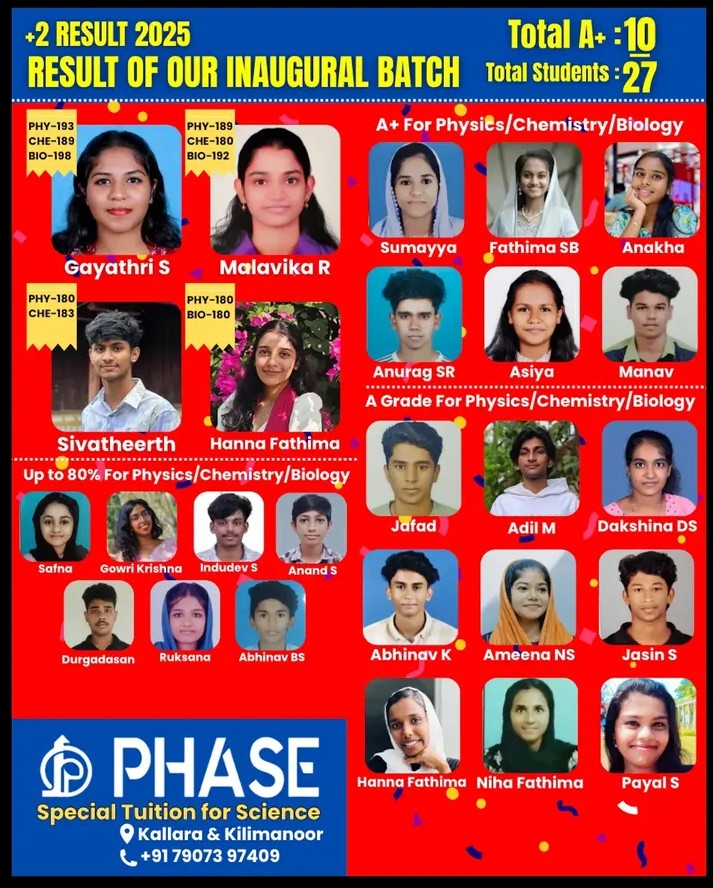 +2 RESULT 2025
RESULT OF OUR INAUGURAL BATCH
Total A+ :10
Total Students :27
PHY-193
CHE-189
BIO-198
Gayathri S
PHY-189
CHE-180
BIO-192
Malavika R
PHY-180
CHE-183
Sivatheerth
PHY-180
BIO-180
Hanna Fathima
A+ For Physics/Chemistry/Biology
Sumayya
Fathima SB
Anakha
Anurag SR
Asiya
Manav
A Grade For Physics/Chemistry/Biology
Jafad
Adil M
Dakshina DS
Abhinav K
Ameena NS
Jasin S
Hanna Fathima
Niha Fathima
Payal S
Up to 80% For Physics/Chemistry/Biology
Safna
Gowri Krishna
Indudev S
Anand S
Durgadasan
Ruksana
Abhinav BS
PHASE
Special Tuition for Science
Kallara & Kilimanoor
+91 79073 97409